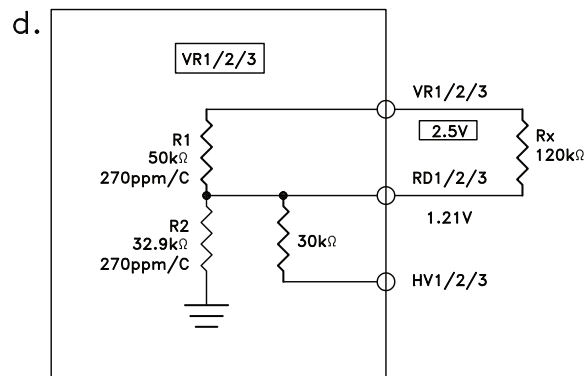 d.
VR1/2/3
VR1/2/3
2.5V
R1
50kΩ
270ppm/C
Rx
120kΩ
RD1/2/3
1.21V
R2
32.9kΩ
270ppm/C
30kΩ
HV1/2/3